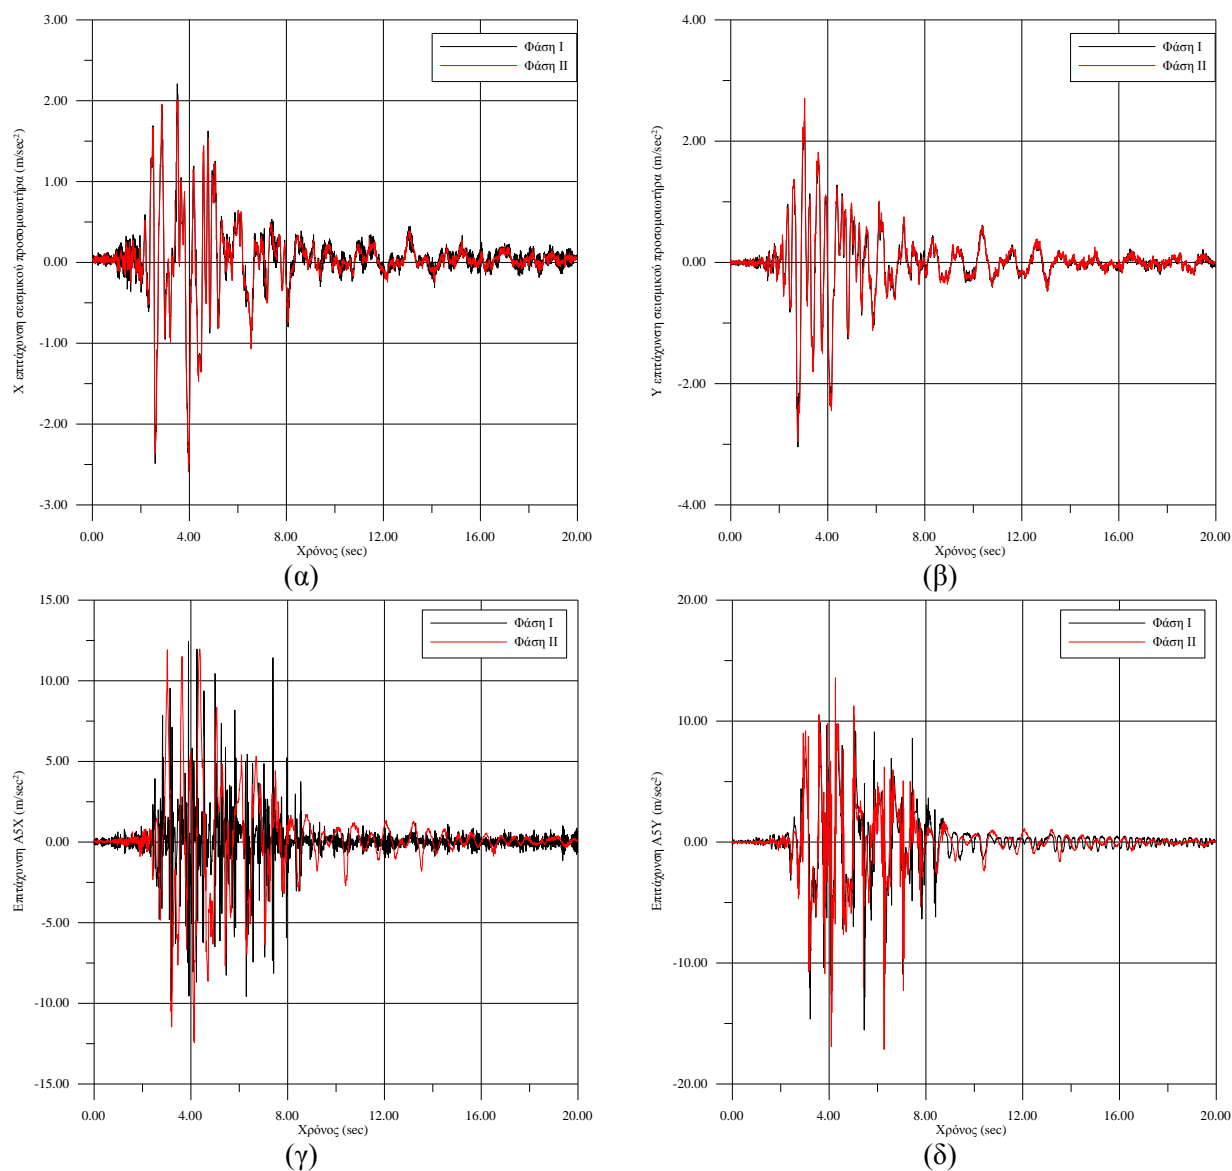 3.00
2.00
1.00
0.00
-1.00
-2.00
-3.00
Χ επιτάχυνση σεισμικού προσομοιωτήρα (m/sec²)
Φάση I
Φάση II
0.00 4.00 8.00 12.00 16.00 20.00
Χρόνος (sec)
(α)
4.00
2.00
0.00
-2.00
-4.00
Υ επιτάχυνση σεισμικού προσομοιωτήρα (m/sec²)
Φάση I
Φάση II
0.00 4.00 8.00 12.00 16.00 20.00
Χρόνος (sec)
(β)
15.00
10.00
5.00
0.00
-5.00
-10.00
-15.00
Επιτάχυνση A5X (m/sec²)
Φάση I
Φάση II
0.00 4.00 8.00 12.00 16.00 20.00
Χρόνος (sec)
(γ)
20.00
10.00
0.00
-10.00
-20.00
Επιτάχυνση A5Y (m/sec²)
Φάση I
Φάση II
0.00 4.00 8.00 12.00 16.00 20.00
Χρόνος (sec)
(δ)